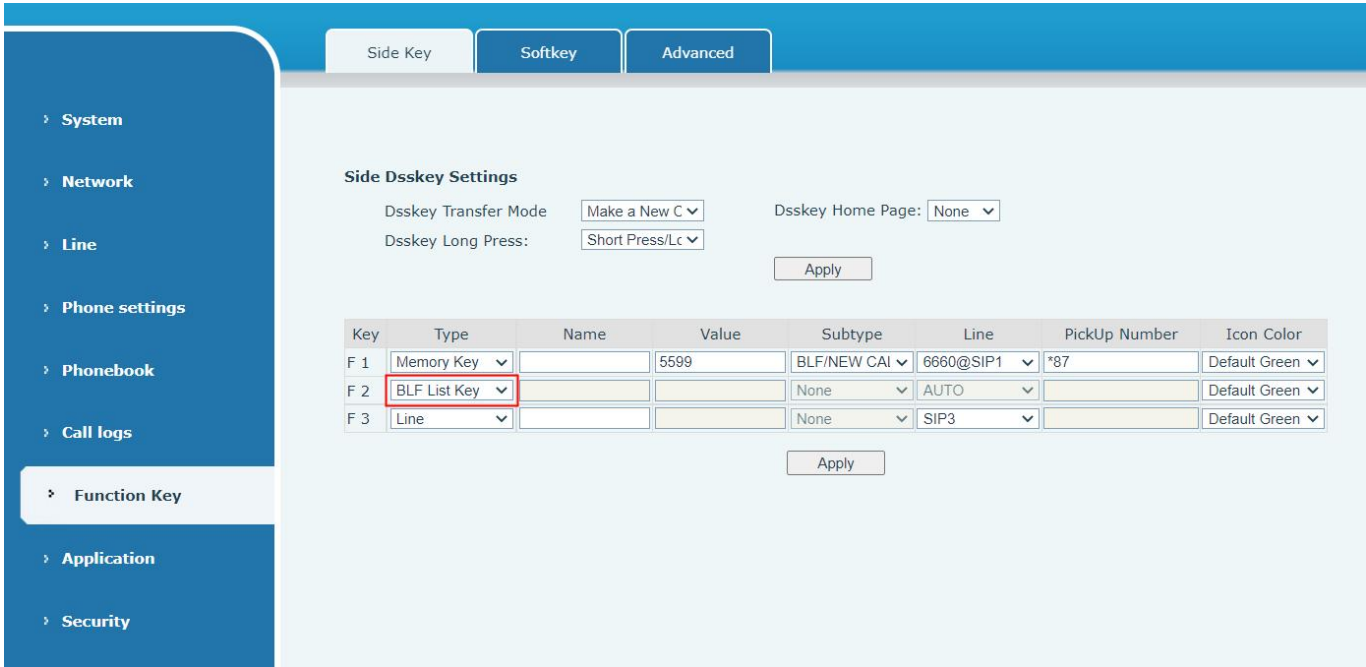 Side Key Softkey Advanced
System
Network
Line
Phone settings
Phonebook
Call logs
Function Key
Application
Security
Side Dsskey Settings
Dsskey Transfer Mode Make a New C Dsskey Home Page: None
Dsskey Long Press: Short Press/Lc
Apply
Key Type Name Value Subtype Line PickUp Number Icon Color
F 1 Memory Key 5599 BLF/NEW CAL 6660@SIP1 *87 Default Green
F 2 BLF List Key None AUTO Default Green
F 3 Line None SIP3 Default Green
Apply